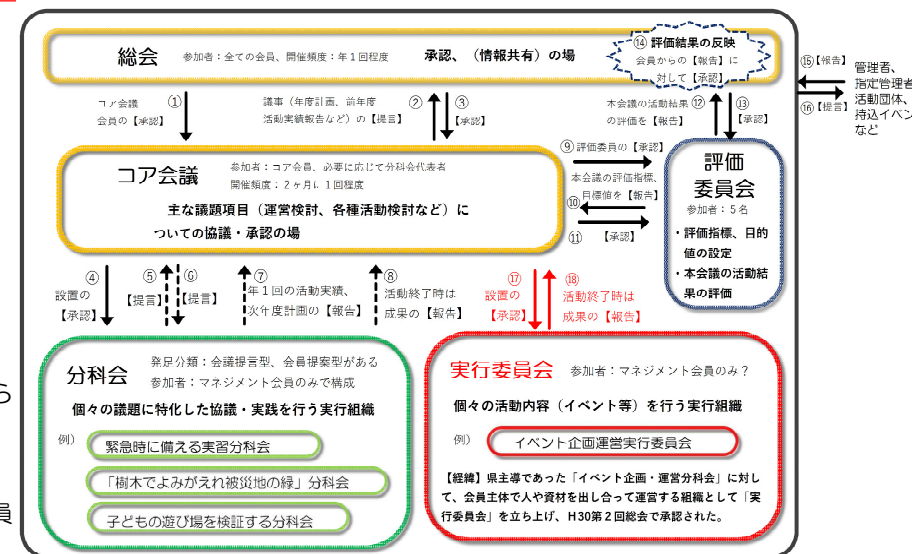 総会 参加者:全ての会員、開催頻度:年1回程度 承認、(情報共有)の場
⑭ 評価結果の反映
会員からの【報告】に
対して【承認】
⑮【報告】
⑯【提言】
管理者、
指定管理者
活動団体、
持込イベン
など
コア会議
会員の【承認】
①
議事(年度計画、前年度
活動実績報告など)の【提言】
②
③
【承認】
本会議の活動結果
の評価を【報告】
⑫
⑬
【承認】
コア会議 参加者:コア会員、必要に応じて分科会代表者
開催頻度:2ヶ月に1回程度
主な議題項目(運営検討、各種活動検討など)に
ついての協議・承認の場
⑨ 評価委員の【承認】
本会議の評価指標、
目標値を【報告】
⑩
⑪
【承認】
評価
委員会
参加者:5名
・評価指標、目的
値の設定
・本会議の活動結
果の評価
④
設置の
【承認】
⑤
【提言】
⑥
【提言】
⑦
年1回の活動実績、
次年度計画の【報告】
⑧
活動終了時は
成果の【報告】
⑰
設置の
【承認】
⑱
活動終了時は
成果の【報告】
分科会 発足分類:会議提言型、会員提案型がある
参加者:マネジメント会員のみで構成
個々の議題に特化した協議・実践を行う実行組織
例)
緊急時に備える実習分科会
「樹木でよみがえれ被災地の緑」分科会
子どもの遊び場を検証する分科会
実行委員会 参加者:マネジメント会員のみ?
個々の活動内容(イベント等)を行う実行組織
例)
イベント企画運営実行委員会
【経緯】県主導であった「イベント企画・運営分科会」に対し
て、会員主体で人や資材を出し合って運営する組織として「実
行委員会」を立ち上げ、H30第2回総会で承認された。
ら
員